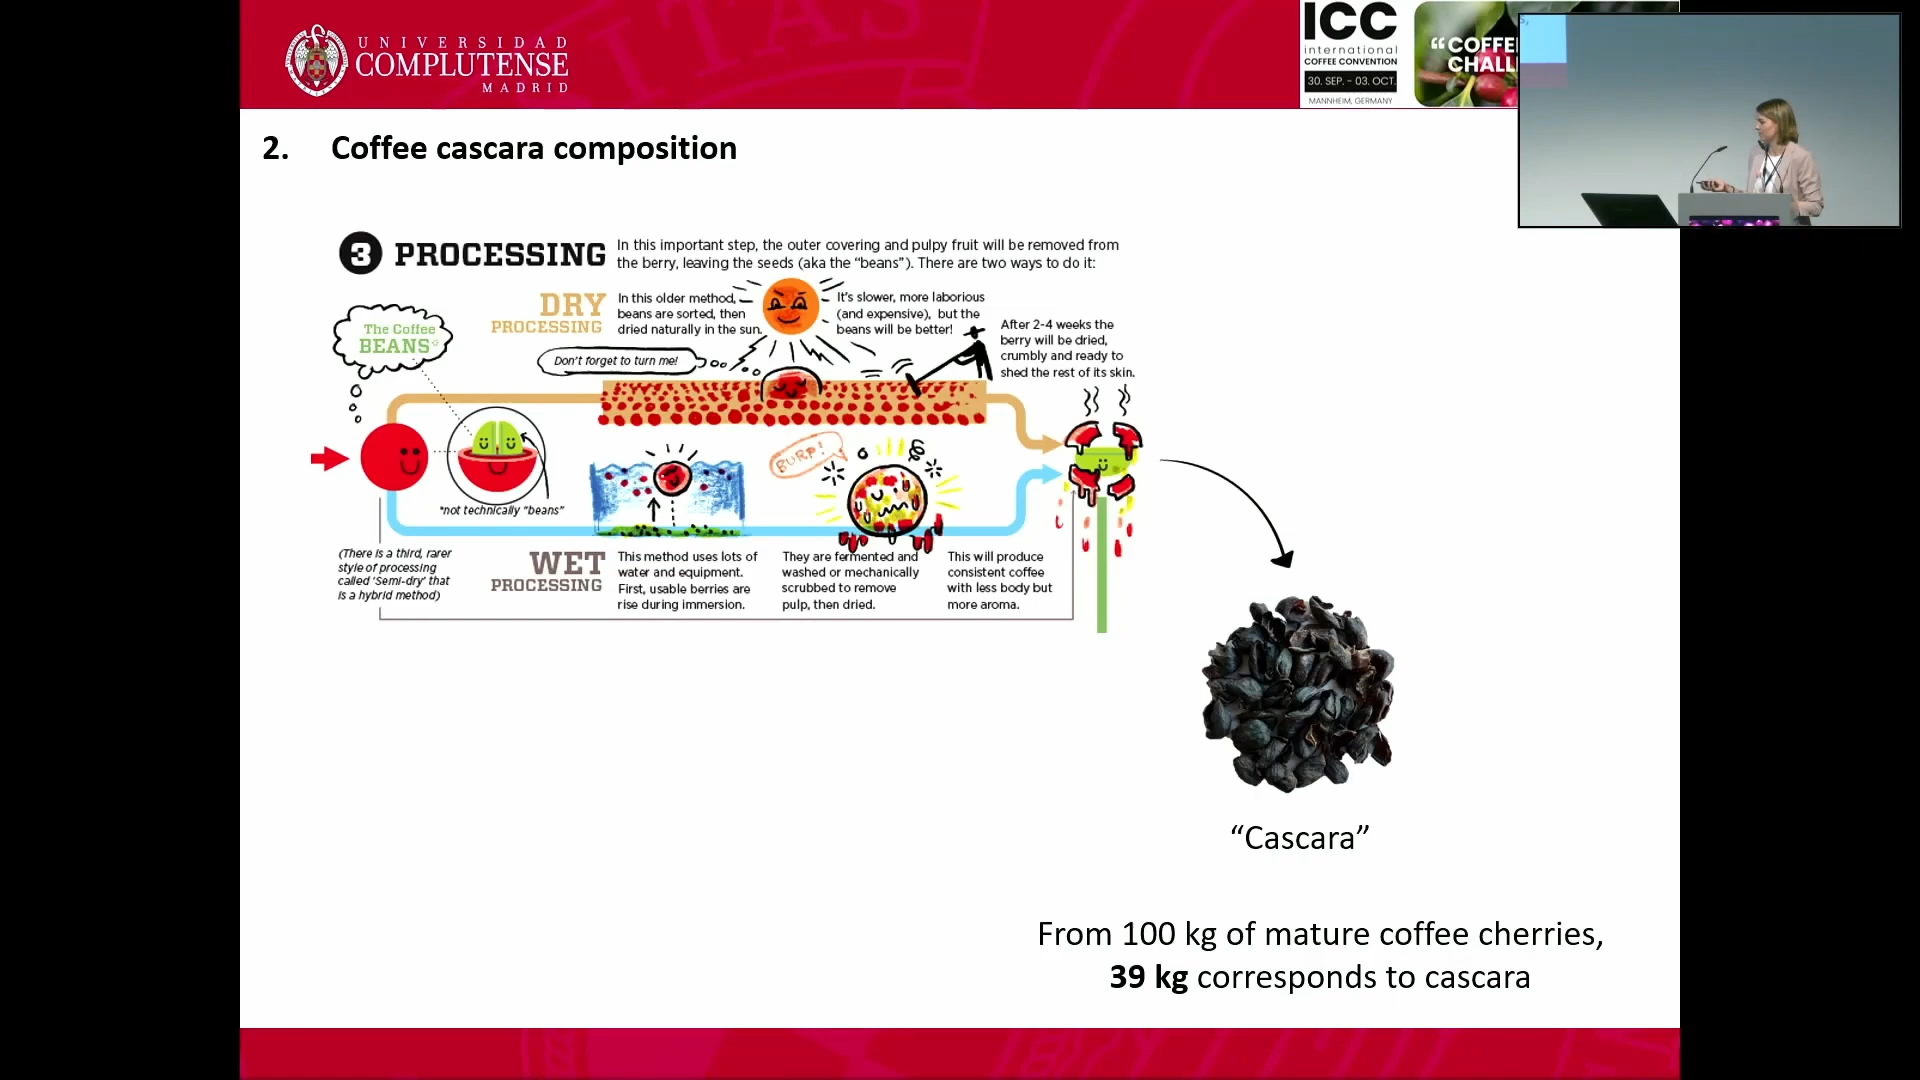 UNIVERSIDAD
COMPLUTENSE
MADRID
ICC
international
COFFEE CONVENTION
30. SEP. - 03. OCT.
MANNHEIM, GERMANY
2. Coffee cascara composition
3 PROCESSING
In this important step, the outer covering and pulpy fruit will be removed from
the berry, leaving the seeds (aka the “beans”). There are two ways to do it:
DRY
PROCESSING
In this older method,
beans are sorted, then
dried naturally in the sun.
It's slower, more laborious
(and expensive), but the
beans will be better!
After 2-4 weeks the
berry will be dried,
crumbly and ready to
shed the rest of its skin.
The Coffee
BEANS*
Don't forget to turn me!
BURP!
*not technically “beans”
(There is a third, rarer
style of processing
called ‘Semi-dry’ that
is a hybrid method)
WET
PROCESSING
This method uses lots of
water and equipment.
First, usable berries are
rise during immersion.
They are fermented and
washed or mechanically
scrubbed to remove
pulp, then dried.
This will produce
consistent coffee
with less body but
more aroma.
“Cascara”
From 100 kg of mature coffee cherries,
39 kg corresponds to cascara